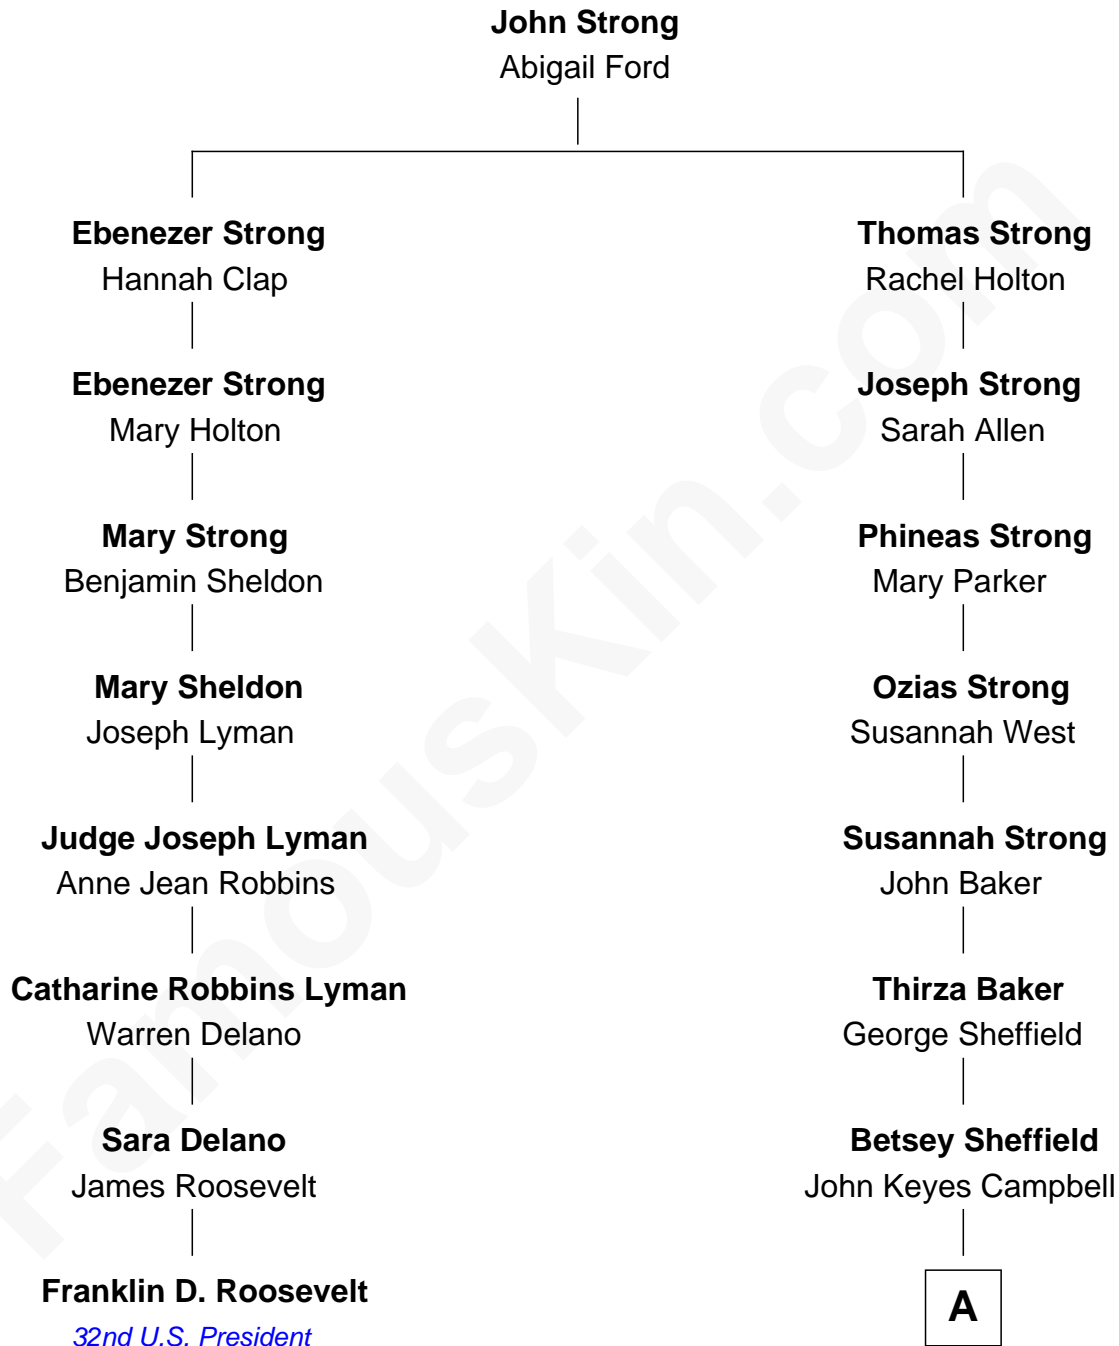 John Strong
Abigail Ford
Ebenezer Strong
Hannah Clap
Ebenezer Strong
Mary Holton
Mary Strong
Benjamin Sheldon
Mary Sheldon
Joseph Lyman
Judge Joseph Lyman
Anne Jean Robbins
Catharine Robbins Lyman
Warren Delano
Sara Delano
James Roosevelt
Franklin D. Roosevelt
32nd U.S. President
Thomas Strong
Rachel Holton
Joseph Strong
Sarah Allen
Phineas Strong
Mary Parker
Ozias Strong
Susannah West
Susannah Strong
John Baker
Thirza Baker
George Sheffield
Betsey Sheffield
John Keyes Campbell
A
FamousKin.com